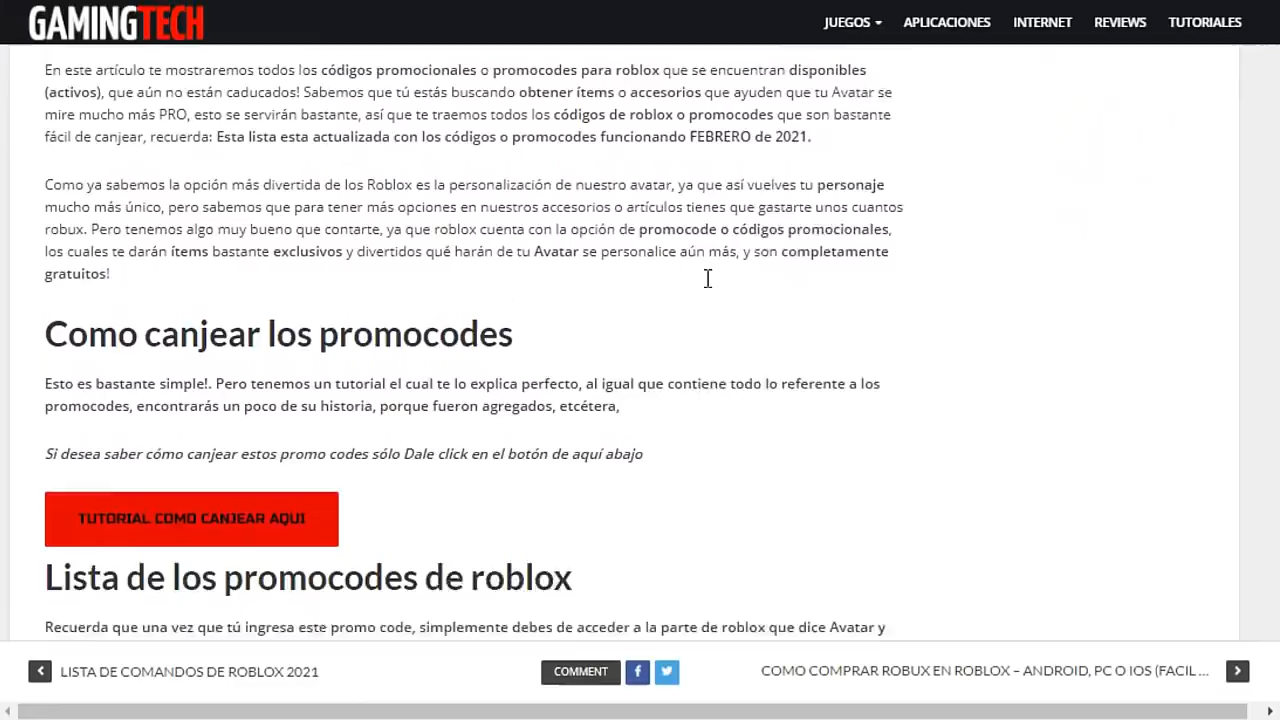 GAMINGTECH
JUEGOS APLICACIONES INTERNET REVIEWS TUTORIALES
En este artículo te mostraremos todos los códigos promocionales o promocodes para roblox que se encuentran disponibles
(activos), que aún no están caducados! Sabemos que tú estás buscando obtener ítems o accesorios que ayuden que tu Avatar se
mire mucho más PRO, esto se servirán bastante, así que te traemos todos los códigos de roblox o promocodes que son bastante
fácil de canjear, recuerda: Esta lista esta actualizada con los códigos o promocodes funcionando FEBRERO de 2021.
Como ya sabemos la opción más divertida de los Roblox es la personalización de nuestro avatar, ya que así vuelves tu personaje
mucho más único, pero sabemos que para tener más opciones en nuestros accesorios o artículos tienes que gastarte unos cuantos
robux. Pero tenemos algo muy bueno que contarte, ya que roblox cuenta con la opción de promocode o códigos promocionales,
los cuales te darán ítems bastante exclusivos y divertidos qué harán de tu Avatar se personalice aún más, y son completamente
gratuitos!
Como canjear los promocodes
Esto es bastante simple!. Pero tenemos un tutorial el cual te lo explica perfecto, al igual que contiene todo lo referente a los
promocodes, encontrarás un poco de su historia, porque fueron agregados, etcétera,
Si desea saber cómo canjear estos promo codes sólo Dale click en el botón de aquí abajo
TUTORIAL COMO CANJEAR AQUI
Lista de los promocodes de roblox
Recuerda que una vez que tú ingresa este promo code, simplemente debes de acceder a la parte de roblox que dice Avatar y
LISTA DE COMANDOS DE ROBLOX 2021
COMMENT
COMO COMPRAR ROBUX EN ROBLOX – ANDROID, PC O IOS (FACIL ...